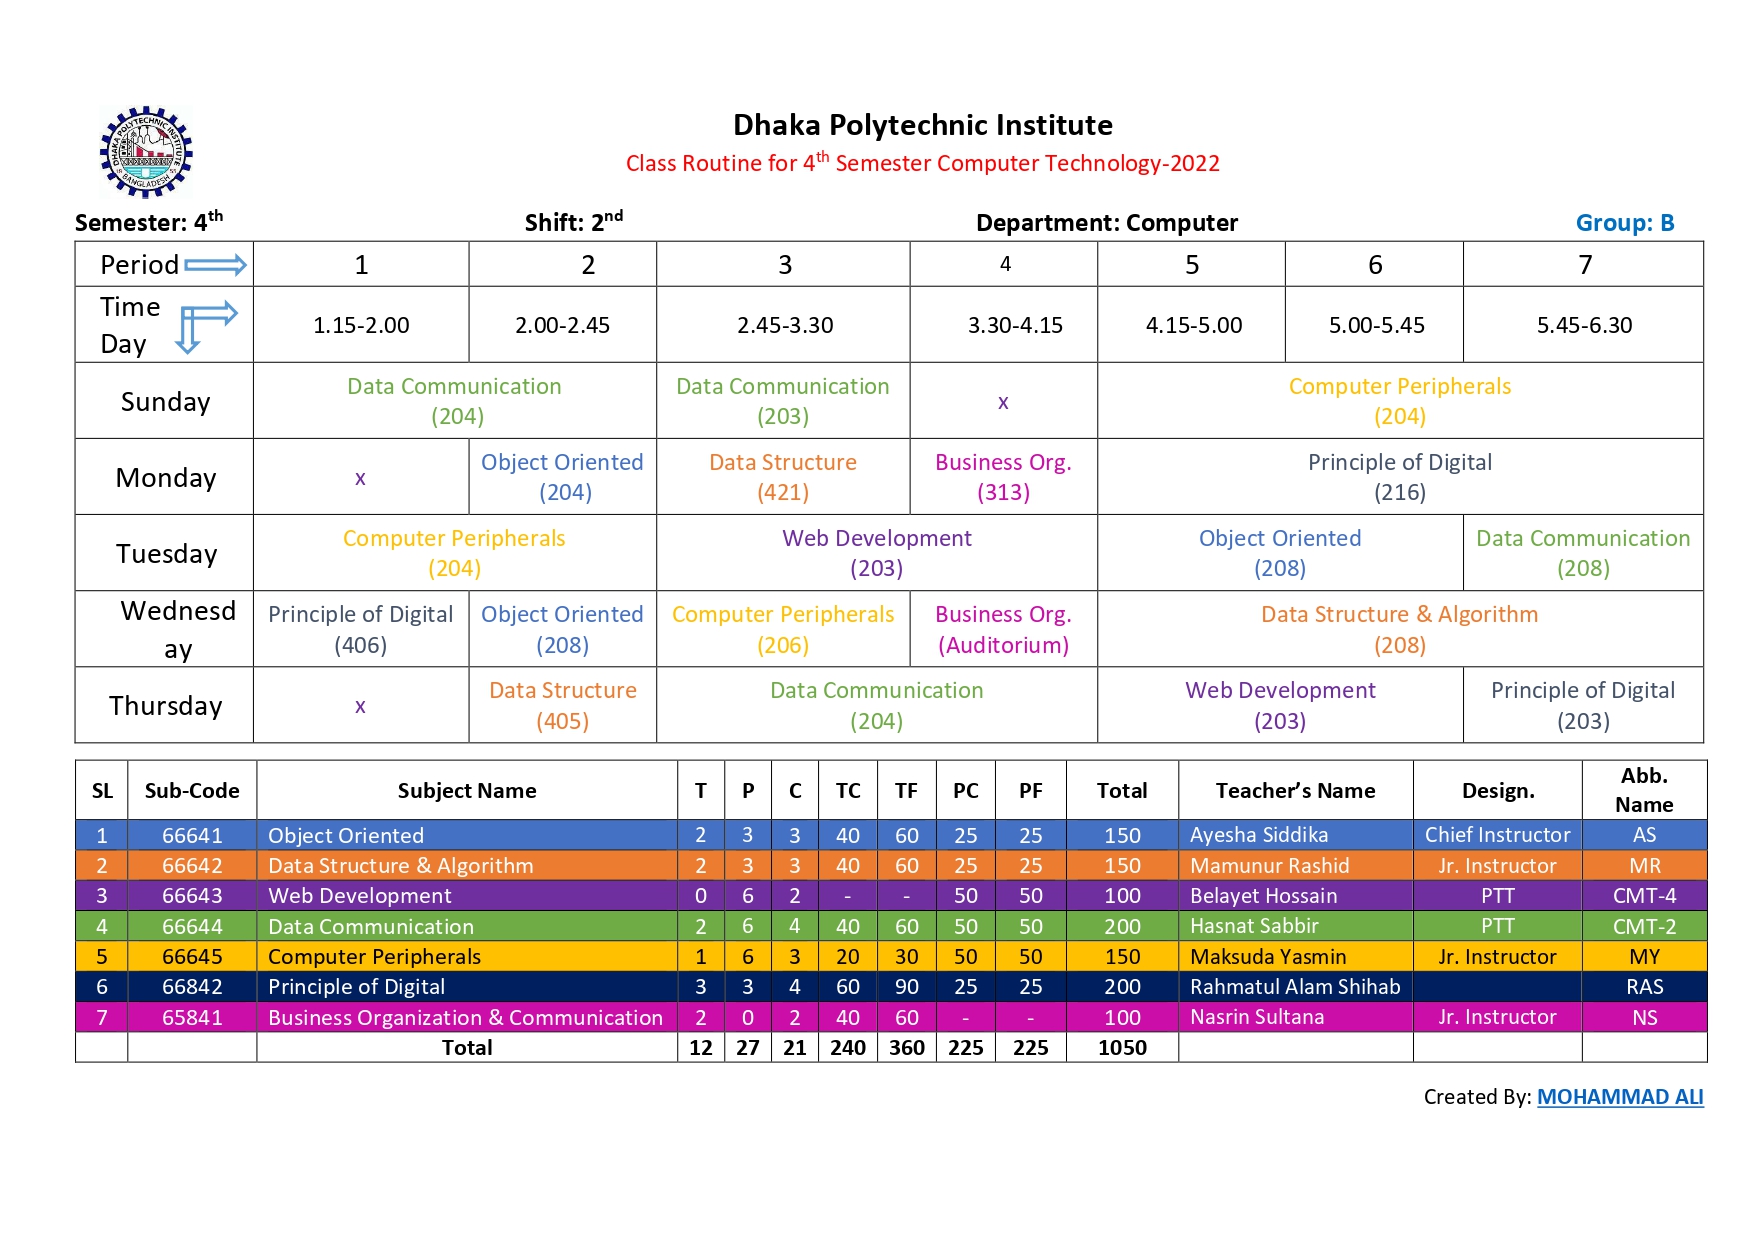 DHAKA POLYTECHNIC INSTITUTE
BANGLADESH
Dhaka Polytechnic Institute
Class Routine for 4th Semester Computer Technology-2022
Semester: 4th Shift: 2nd Department: Computer Group: B
Period 1 2 3 4 5 6 7
Time
Day
1.15-2.00 2.00-2.45 2.45-3.30 3.30-4.15 4.15-5.00 5.00-5.45 5.45-6.30
Sunday
Data Communication
(204)
Data Communication
(203)
x
Computer Peripherals
(204)
Monday
x
Object Oriented
(204)
Data Structure
(421)
Business Org.
(313)
Principle of Digital
(216)
Tuesday
Computer Peripherals
(204)
Web Development
(203)
Object Oriented
(208)
Data Communication
(208)
Wednesd
ay
Principle of Digital
(406)
Object Oriented
(208)
Computer Peripherals
(206)
Business Org.
(Auditorium)
Data Structure & Algorithm
(208)
Thursday
x
Data Structure
(405)
Data Communication
(204)
Web Development
(203)
Principle of Digital
(203)
SL Sub-Code Subject Name T P C TC TF PC PF Total Teacher’s Name Design. Abb.
Name
1 66641 Object Oriented 2 3 3 40 60 25 25 150 Ayesha Siddika Chief Instructor AS
2 66642 Data Structure & Algorithm 2 3 3 40 60 25 25 150 Mamunur Rashid Jr. Instructor MR
3 66643 Web Development 0 6 2 - - 50 50 100 Belayet Hossain PTT CMT-4
4 66644 Data Communication 2 6 4 40 60 50 50 200 Hasnat Sabbir PTT CMT-2
5 66645 Computer Peripherals 1 6 3 20 30 50 50 150 Maksuda Yasmin Jr. Instructor MY
6 66842 Principle of Digital 3 3 4 60 90 25 25 200 Rahmatul Alam Shihab RAS
7 65841 Business Organization & Communication 2 0 2 40 60 - - 100 Nasrin Sultana Jr. Instructor NS
Total 12 27 21 240 360 225 225 1050
Created By: MOHAMMAD ALI